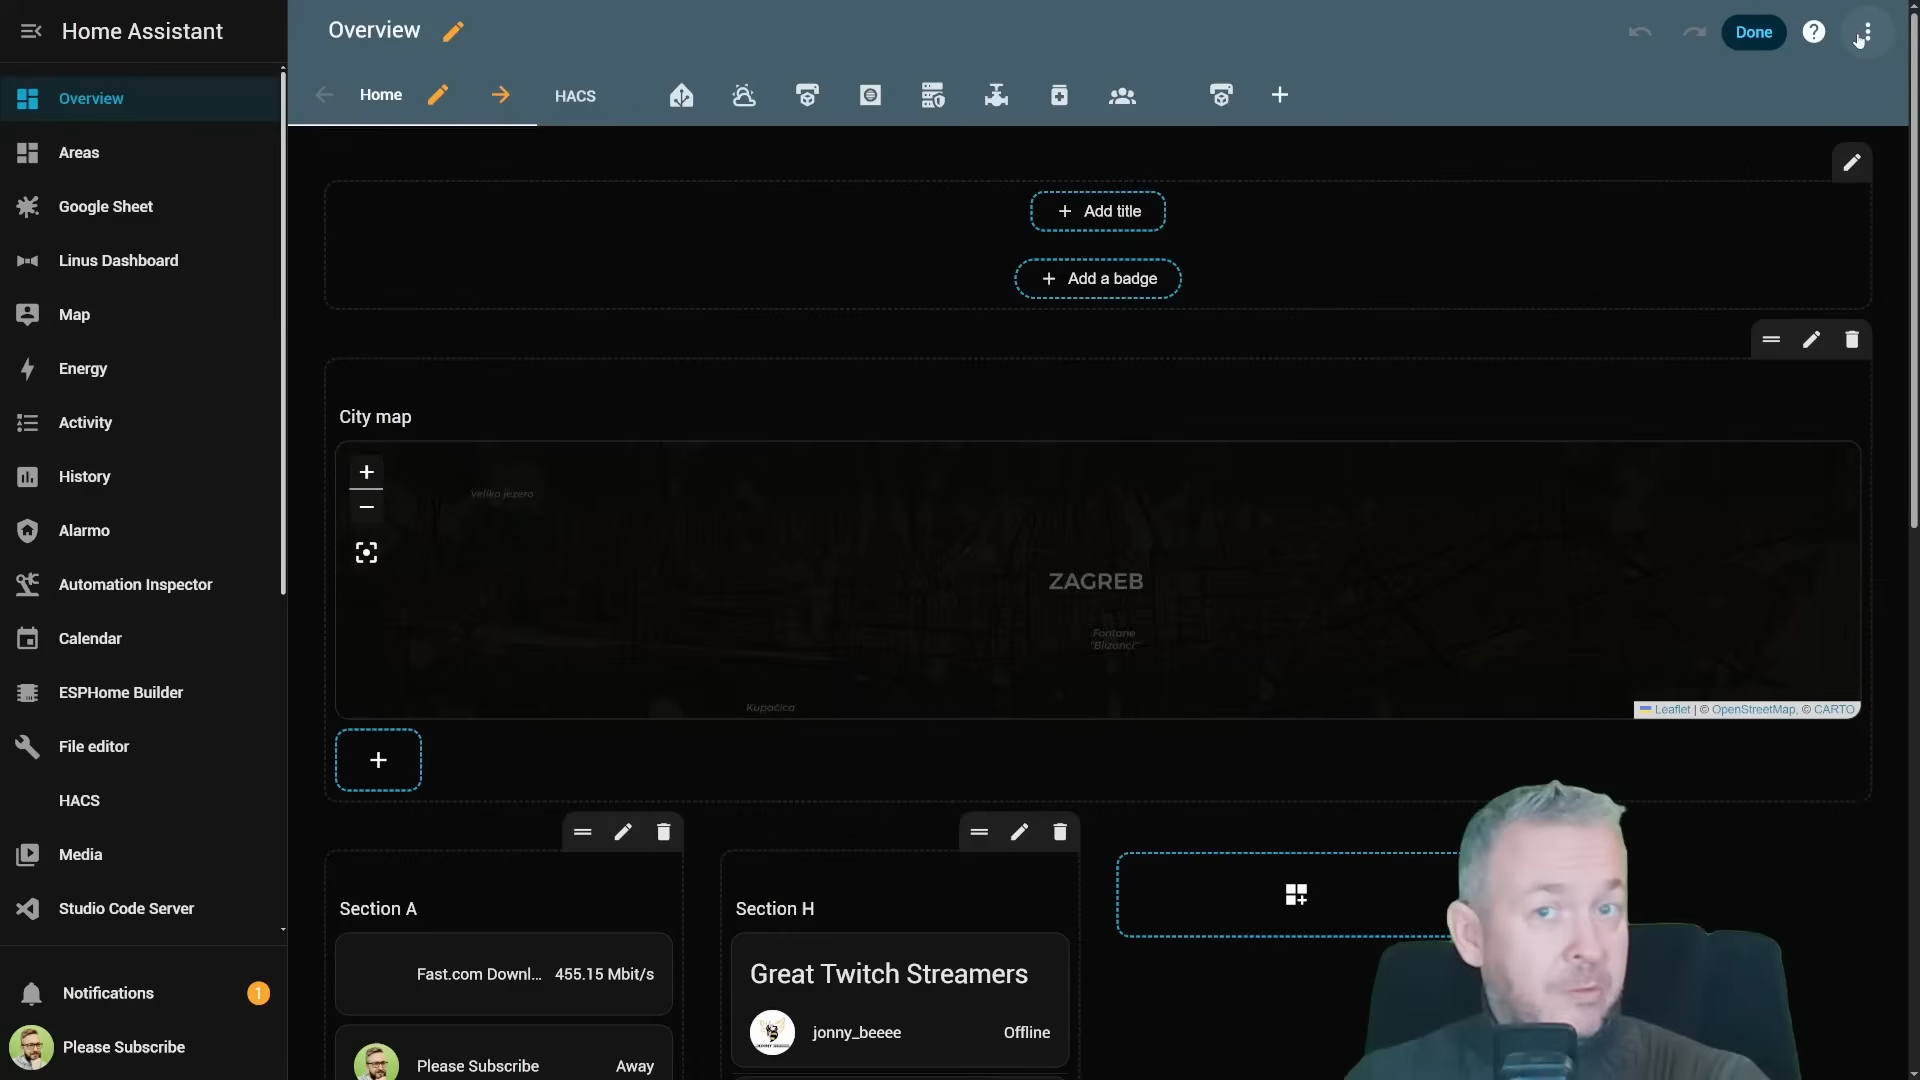 Home Assistant
Overview
Areas
Google Sheet
Linus Dashboard
Map
Energy
Activity
History
Alarmo
Automation Inspector
Calendar
ESPHome Builder
File editor
HACS
Media
Studio Code Server
Notifications
1
Please Subscribe
Overview
Done
Home
HACS
Add title
Add a badge
City map
Veliko jezero
ZAGREB
Fontane
"Blizanci"
Kupačica
Leaflet | © OpenStreetMap, © CARTO
Section A
Fast.com Downl... 455.15 Mbit/s
Please Subscribe Away
Section H
Great Twitch Streamers
jonny_beeee Offline